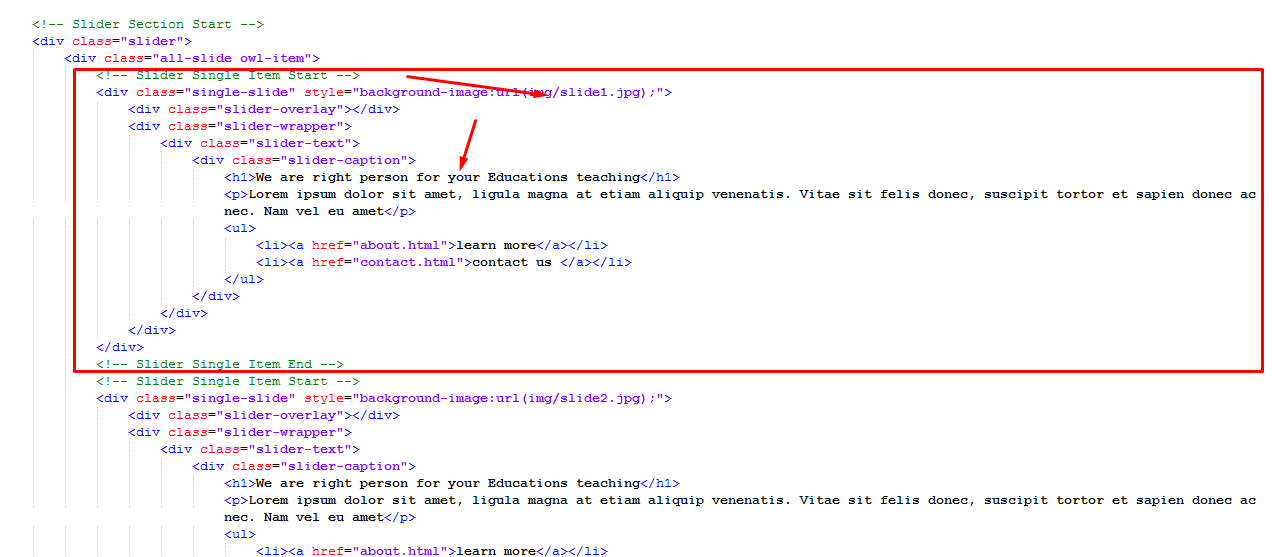 <!-- Slider Section Start -->
<div class="slider">
<div class="all-slide owl-item">
<!-- Slider Single Item Start -->
<div class="single-slide" style="background-image:url(img/slide1.jpg);">
<div class="slider-overlay"></div>
<div class="slider-wrapper">
<div class="slider-text">
<div class="slider-caption">
<h1>We are right person for your Educations teaching</h1>
<p>Lorem ipsum dolor sit amet, ligula magna at etiam aliquip venenatis. Vitae sit felis donec, suscipit tortor et sapien donec ac
nec. Nam vel eu amet</p>
<ul>
<li><a href="about.html">learn more</a></li>
<li><a href="contact.html">contact us </a></li>
</ul>
</div>
</div>
</div>
</div>
<!-- Slider Single Item End -->
<!-- Slider Single Item Start -->
<div class="single-slide" style="background-image:url(img/slide2.jpg);">
<div class="slider-overlay"></div>
<div class="slider-wrapper">
<div class="slider-text">
<div class="slider-caption">
<h1>We are right person for your Educations teaching</h1>
<p>Lorem ipsum dolor sit amet, ligula magna at etiam aliquip venenatis. Vitae sit felis donec, suscipit tortor et sapien donec ac
nec. Nam vel eu amet</p>
<ul>
<li><a href="about.html">learn more</a></li>